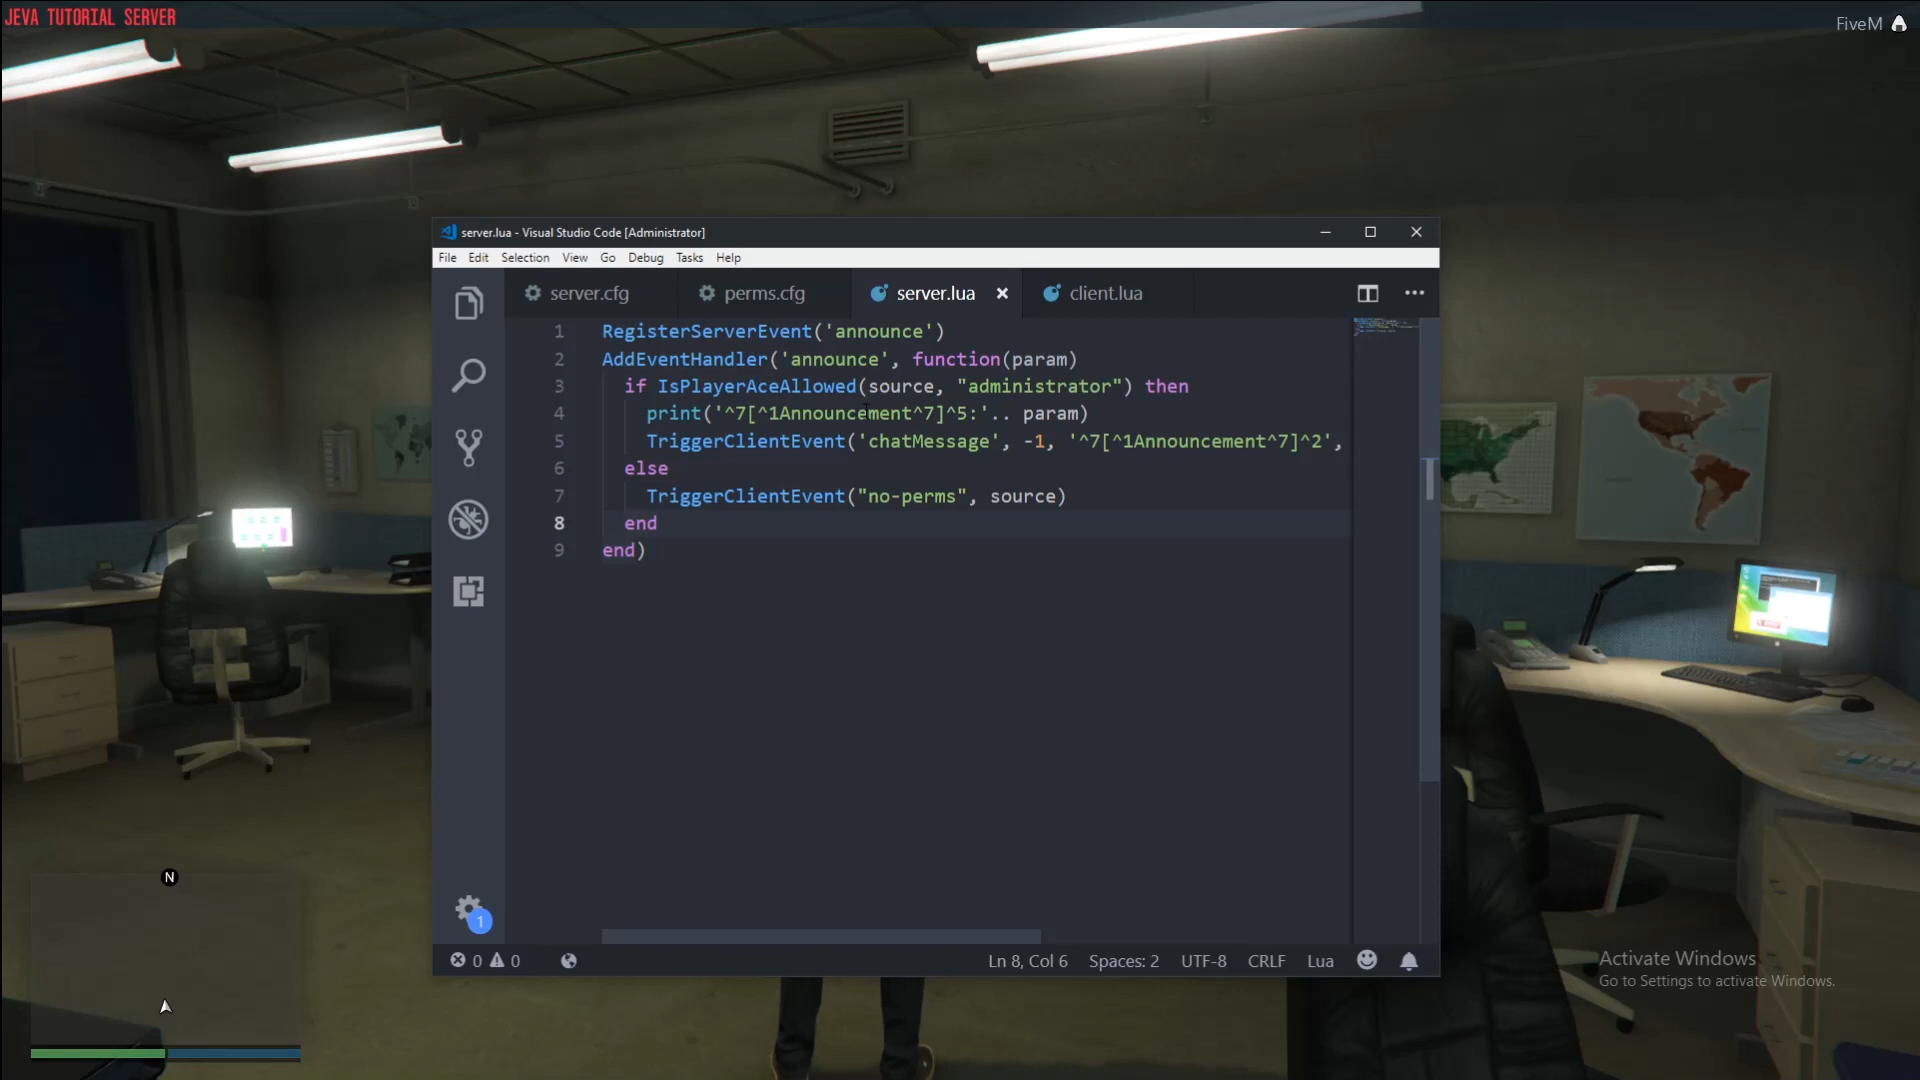 JEVA TUTORIAL SERVER
FiveM
server.lua - Visual Studio Code [Administrator]
File Edit Selection View Go Debug Tasks Help
server.cfg perms.cfg server.lua client.lua
1 RegisterServerEvent('announce')
2 AddEventHandler('announce', function(param)
3 if IsPlayerAceAllowed(source, "administrator") then
4 print('^7[^1Announcement^7]^5:'.. param)
5 TriggerClientEvent('chatMessage', -1, '^7[^1Announcement^7]^2',
6 else
7 TriggerClientEvent("no-perms", source)
8 end
9 end)
1
0 0 Ln 8, Col 6 Spaces: 2 UTF-8 CRLF Lua
N
Activate Windows
Go to Settings to activate Windows.